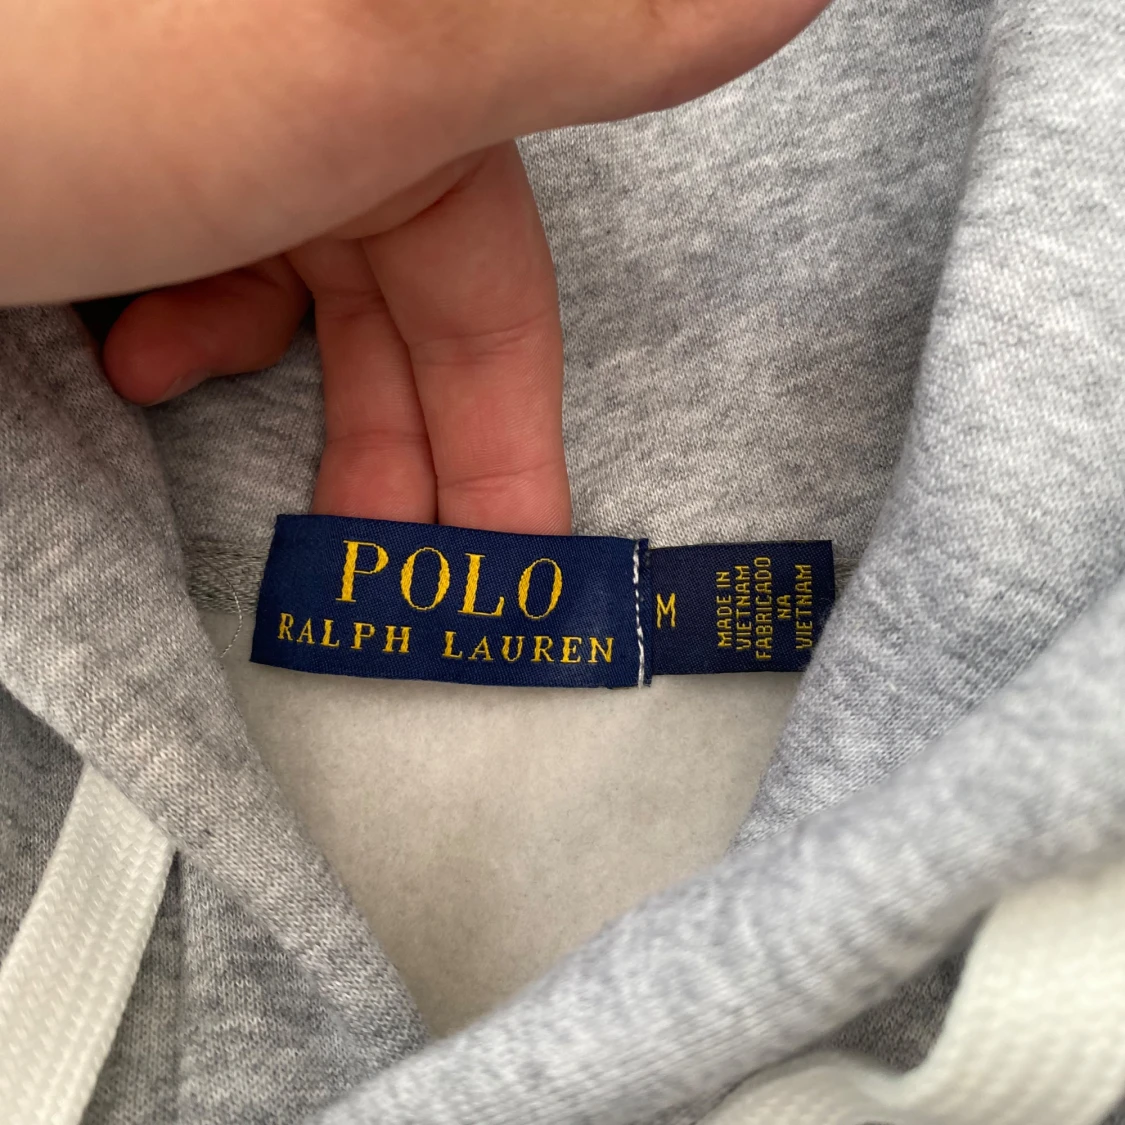 POLO
RALPH LAUREN
M
MADE IN
VIETNAM
FABRICADO
NA
VIETNAM